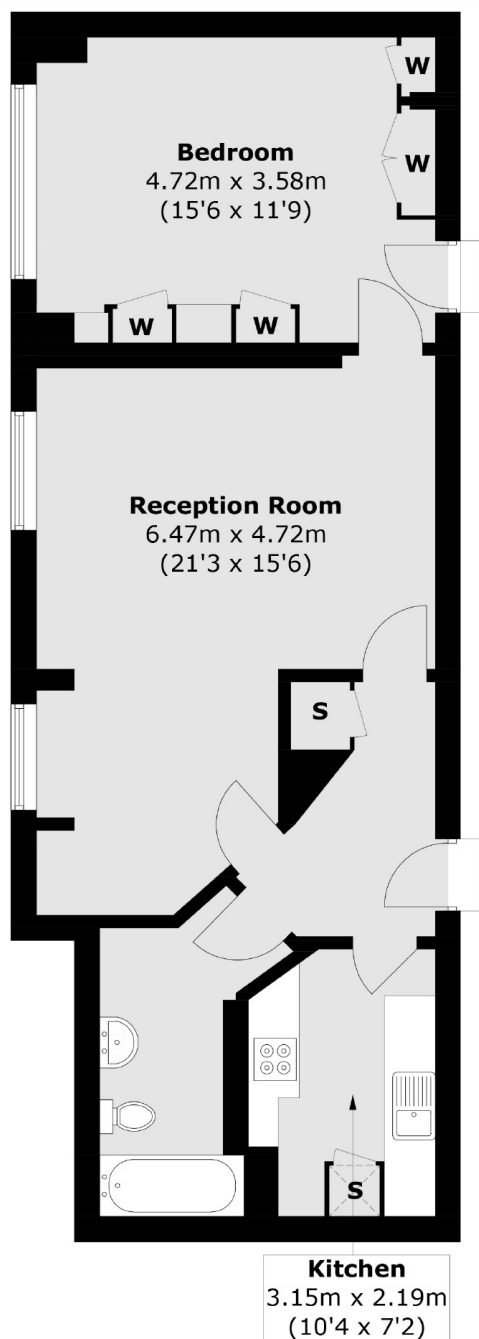 W
Bedroom
4.72m x 3.58m
(15'6 x 11'9)
W
W
W
Reception Room
6.47m x 4.72m
(21'3 x 15'6)
S
S
Kitchen
3.15m x 2.19m
(10'4 x 7'2)